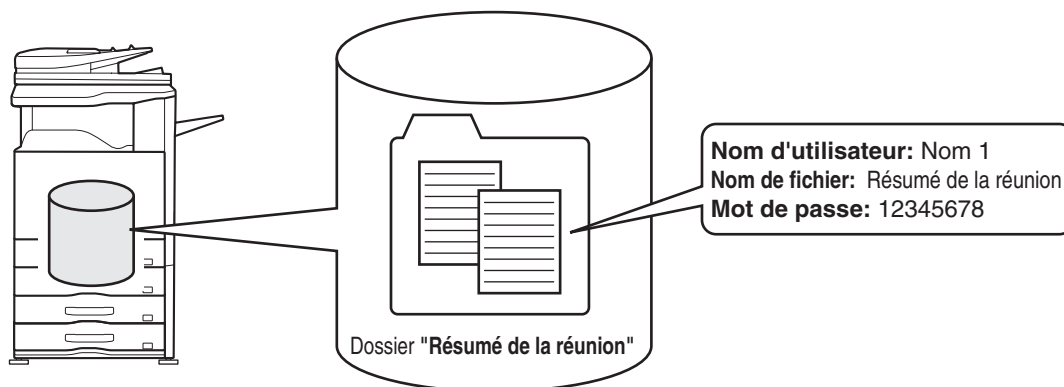 Nom d'utilisateur: Nom 1
Nom de fichier: Résumé de la réunion
Mot de passe: 12345678
Dossier "Résumé de la réunion"